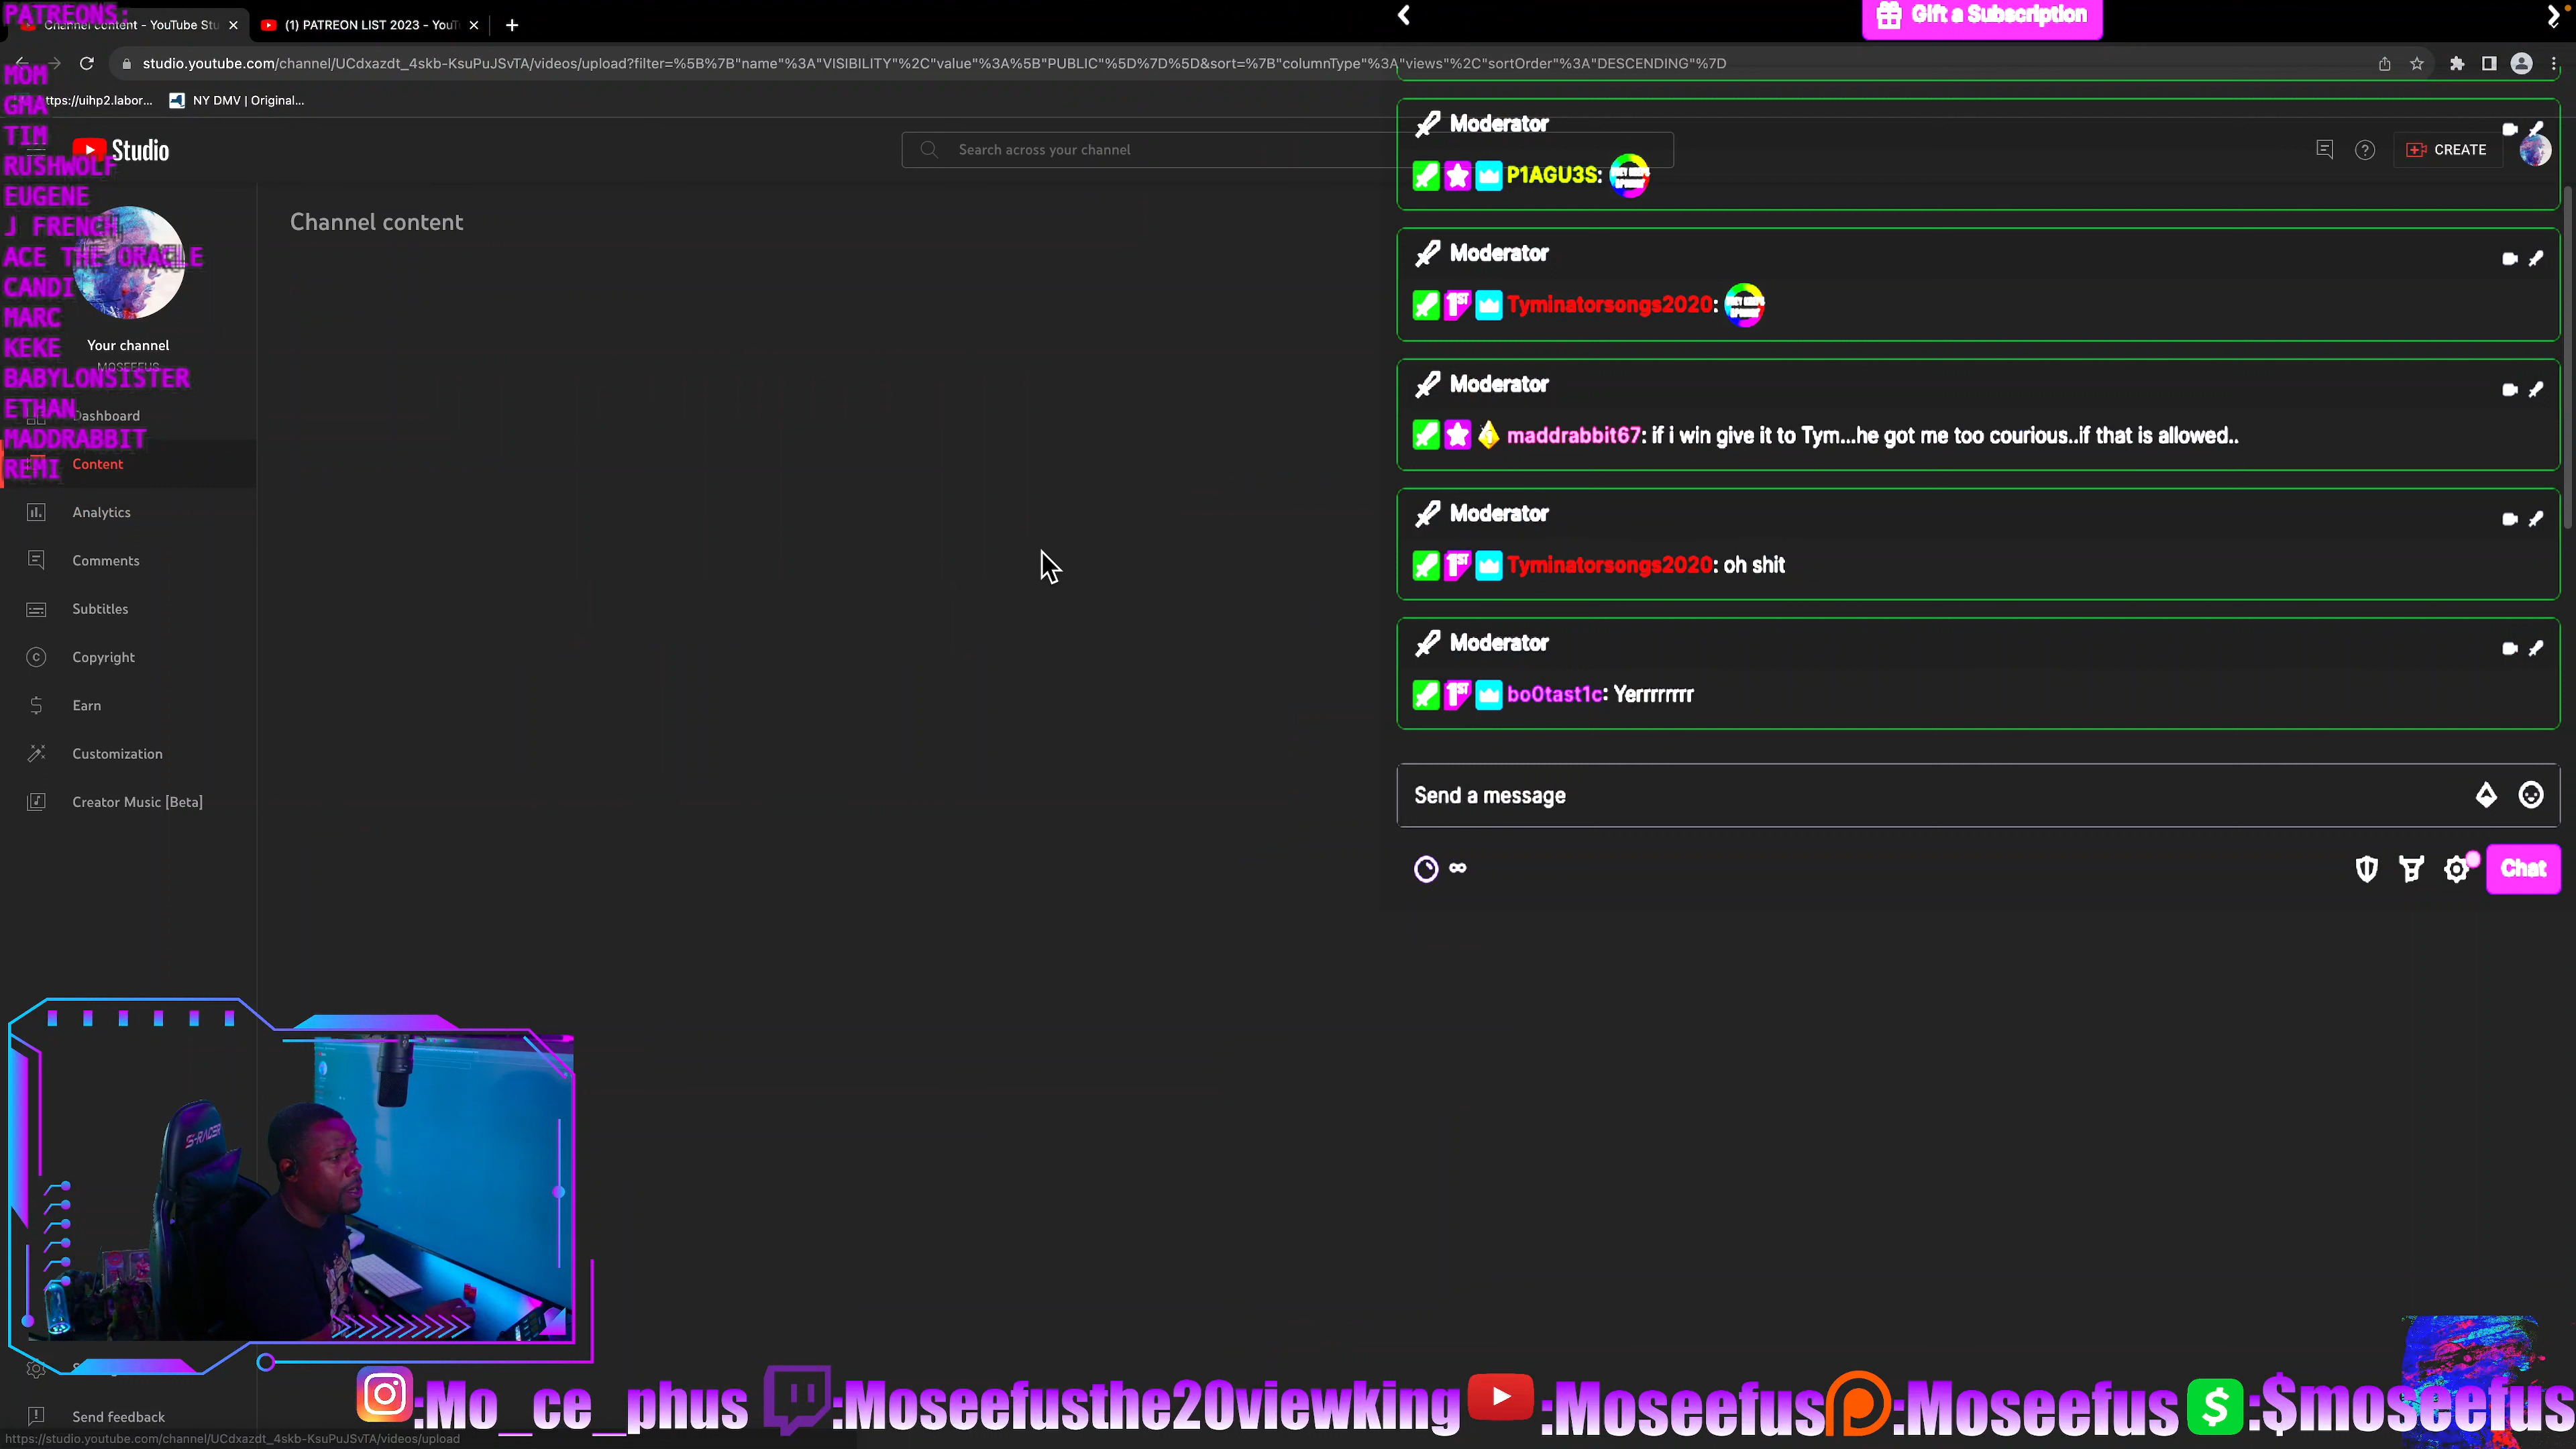 PATREONS:
MOM
GMA
TIM
RUSHWOLF
EUGENE
J FRENCH
ACE THE ORACLE
CANDI
MARC
KEKE
BABYLONSISTER
ETHAN
MADDRABBIT
REMI
Channel content - YouTube Stu
(1) PATREON LIST 2023 - YouT
studio.youtube.com/channel/UCdxazdt_4skb-KsuPuJSvTA/videos/upload?filter=%5B%7B"name"%3A"VISIBILITY"%2C"value"%3A%5B"PUBLIC"%5D%7D%5D&sort=%7B"columnType"%3A"views"%2C"sortOrder"%3A"DESCENDING"%7D
ttps://uihp2.labor...
NY DMV | Original...
Studio
Search across your channel
CREATE
Channel content
Your channel
MOSEEFUS
Dashboard
Content
Analytics
Comments
Subtitles
Copyright
Earn
Customization
Creator Music [Beta]
Send feedback
https://studio.youtube.com/channel/UCdxazdt_4skb-KsuPuJSvTA/videos/upload
Gift a Subscription
Moderator
P1AGU3S:
Moderator
1ST Tyminatorsongs2020:
Moderator
maddrabbit67: if i win give it to Tym...he got me too courious..if that is allowed..
Moderator
1ST Tyminatorsongs2020: oh shit
Moderator
1ST bo0tast1c: Yerrrrrrrr
Send a message
Chat
S-RACER
:Mo__ce__phus
:Moseefusthe20viewking
:Moseefus
:Moseefus
:$moseefus